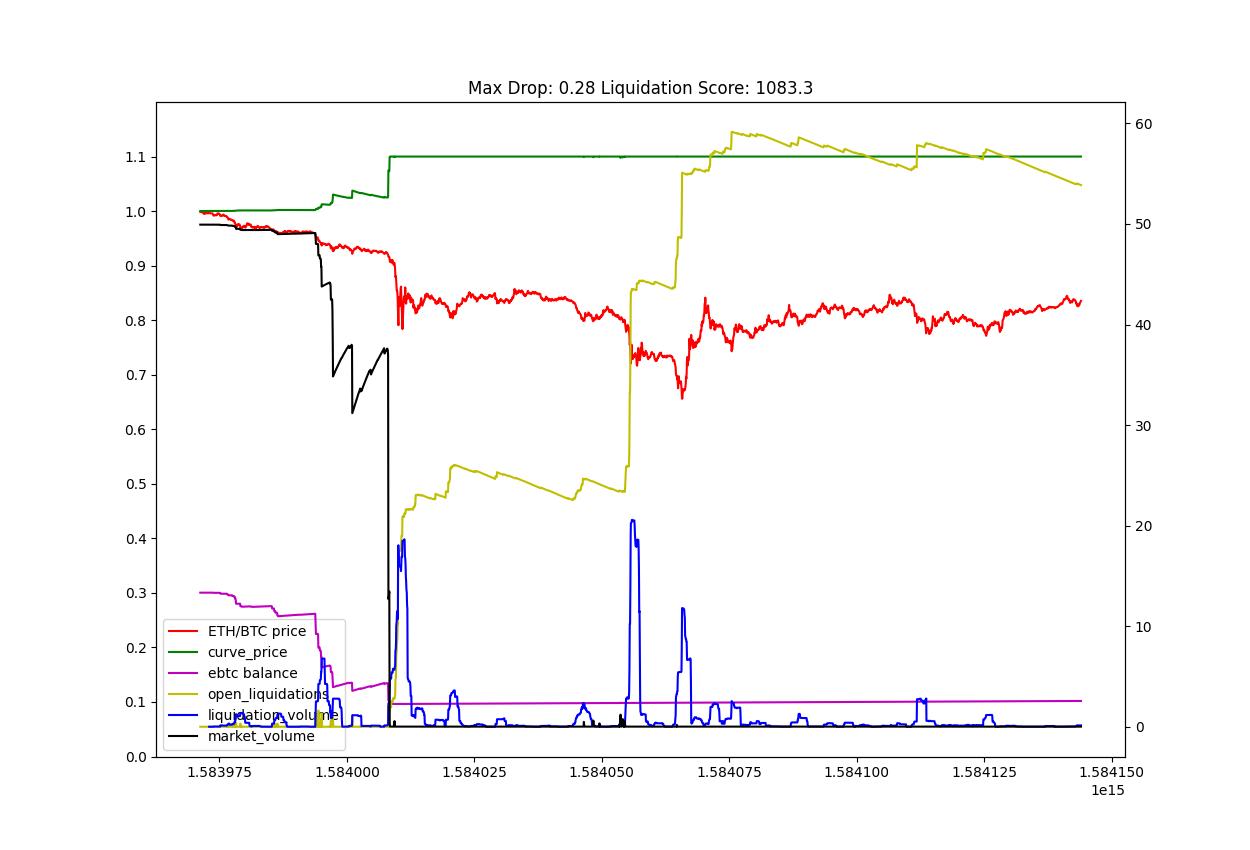 Max Drop: 0.28 Liquidation Score: 1083.3
1.1
1.0
0.9
0.8
0.7
0.6
0.5
0.4
0.3
0.2
0.1
0.0
60
50
40
30
20
10
0
ETH/BTC price
curve_price
ebtc balance
open_liquidations
liquidation_volume
market_volume
1.583975 1.584000 1.584025 1.584050 1.584075 1.584100 1.584125 1.584150
1e15